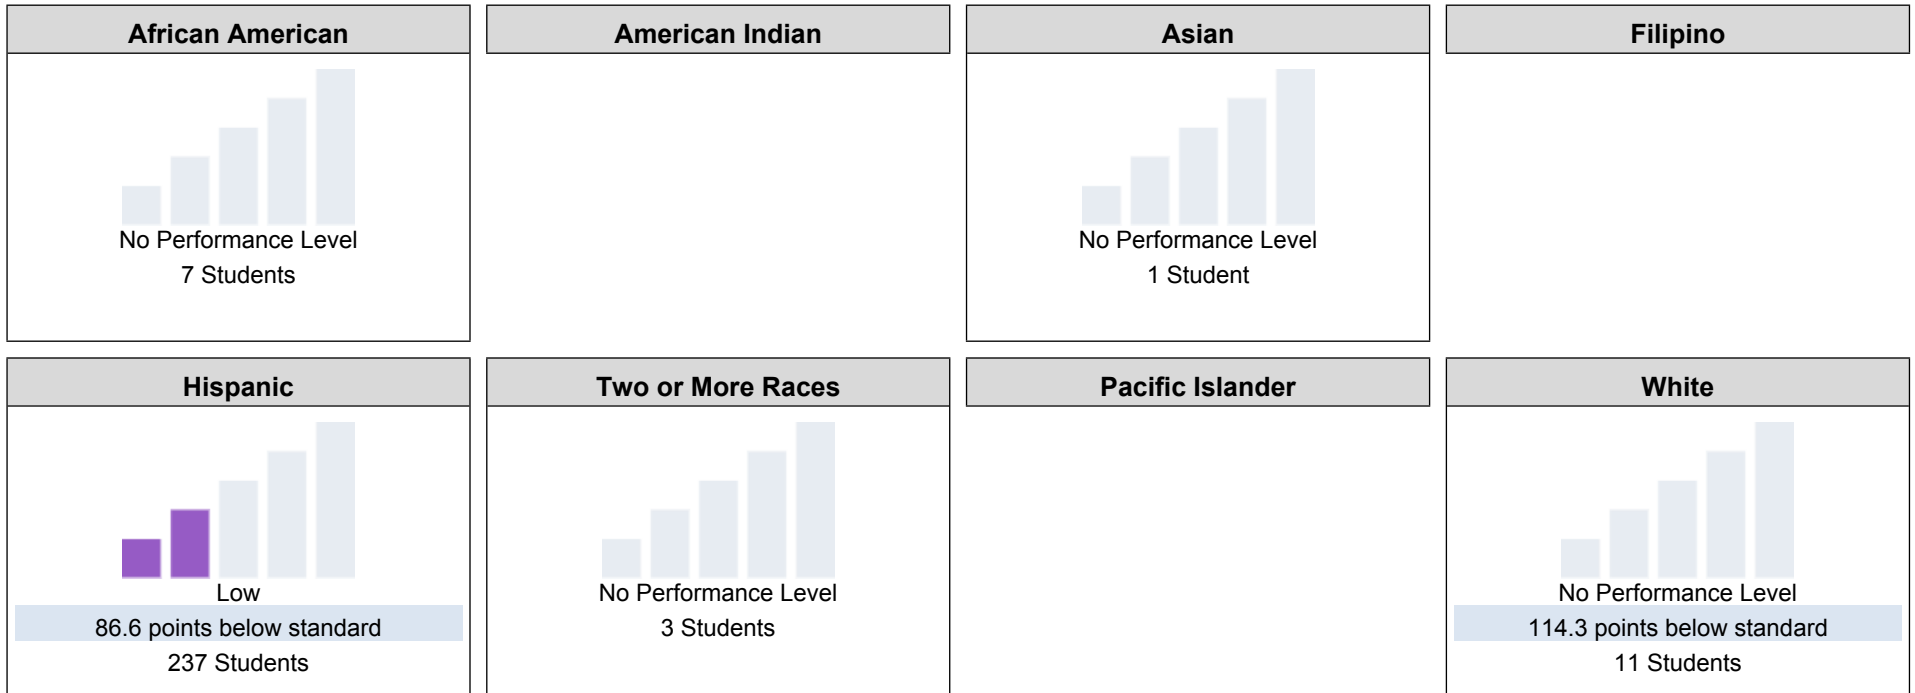 African American
No Performance Level
7 Students
American Indian
Asian
No Performance Level
1 Student
Filipino
Hispanic
Low
86.6 points below standard
237 Students
Two or More Races
No Performance Level
3 Students
Pacific Islander
White
No Performance Level
114.3 points below standard
11 Students